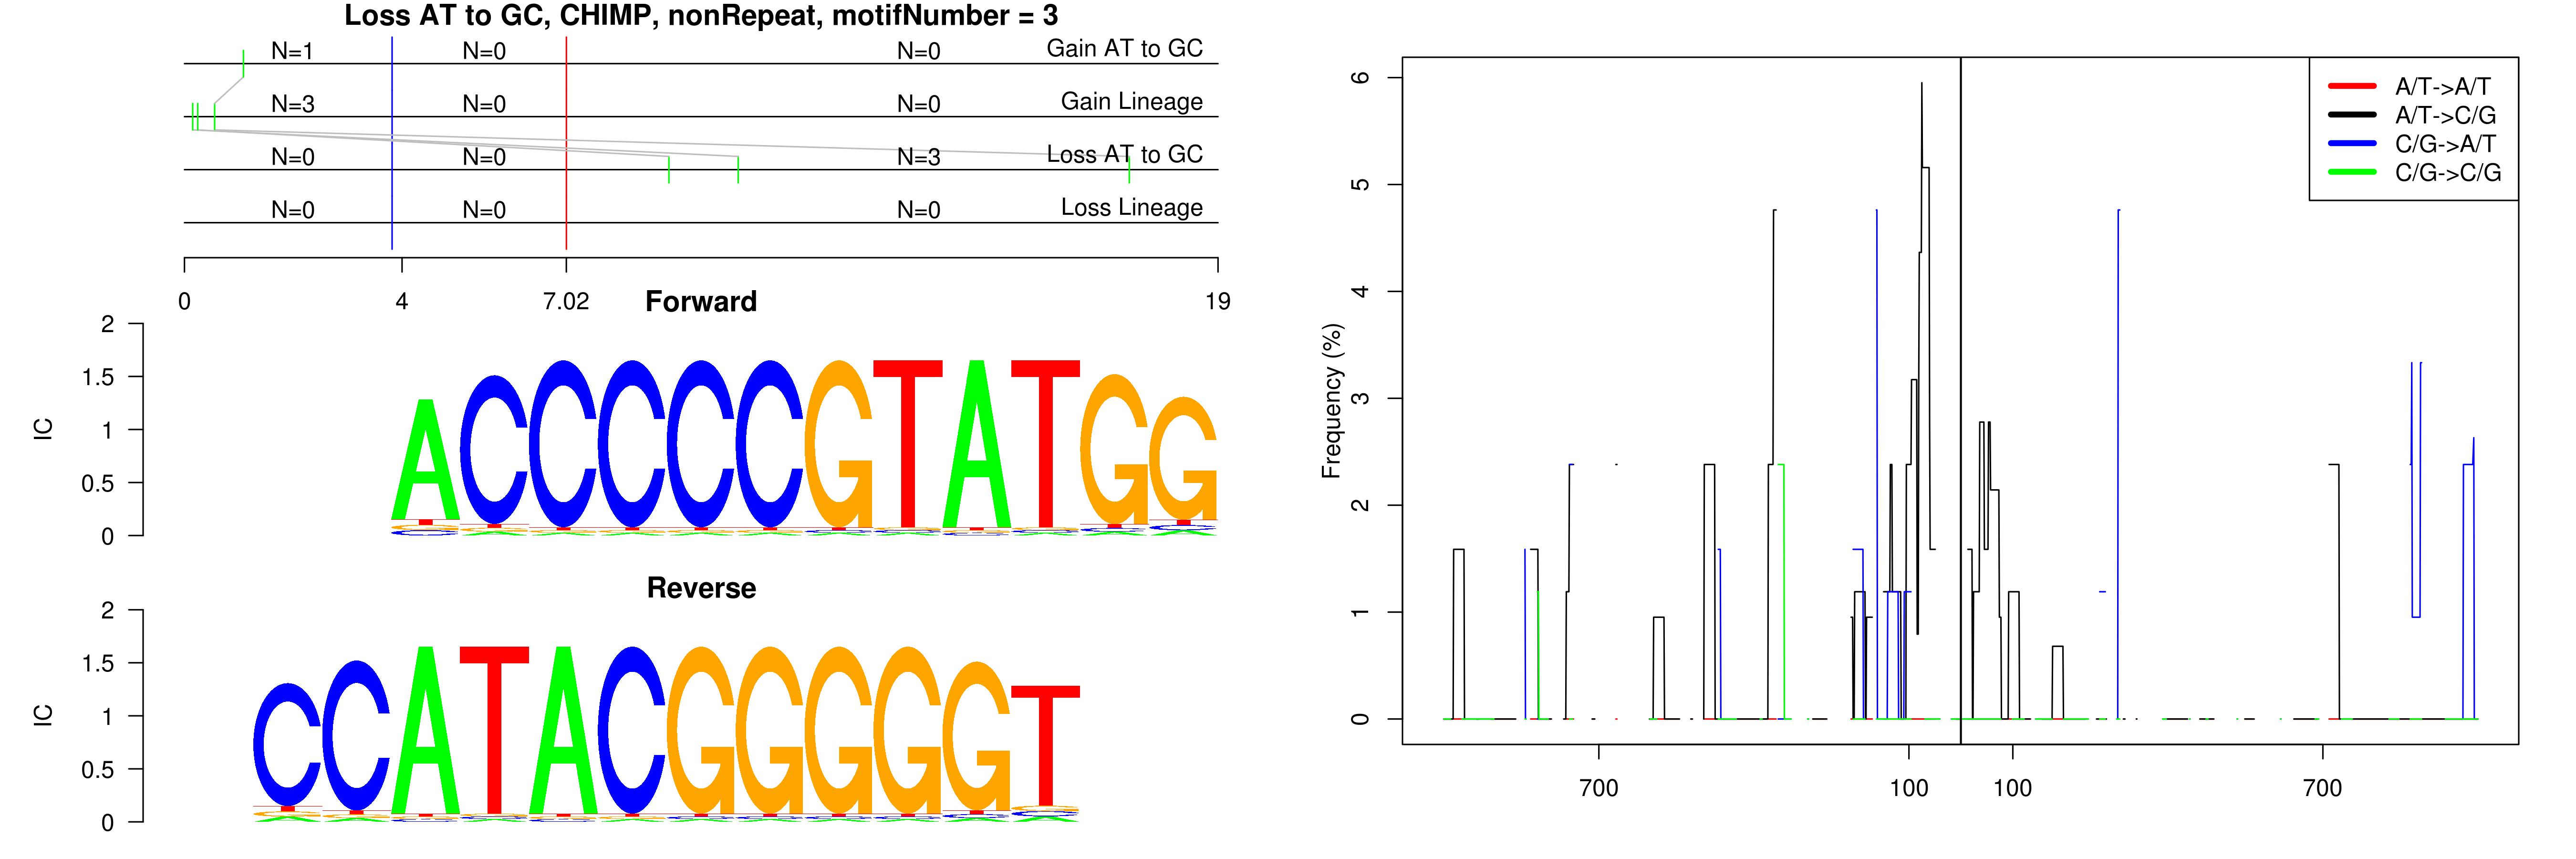 Loss AT to GC, CHIMP, nonRepeat, motifNumber = 3
N=1 N=0 N=0 Gain AT to GC
N=3 N=0 N=0 Gain Lineage
N=0 N=0 N=3 Loss AT to GC
N=0 N=0 N=0 Loss Lineage
0 4 7.02 19
Forward
IC
2
1.5
1
0.5
0
ACCCCCGTATGG
Reverse
IC
2
1.5
1
0.5
0
CCATACGGGGGT
Frequency (%)
6
5
4
3
2
1
0
A/T->A/T
A/T->C/G
C/G->A/T
C/G->C/G
700 100 100 700